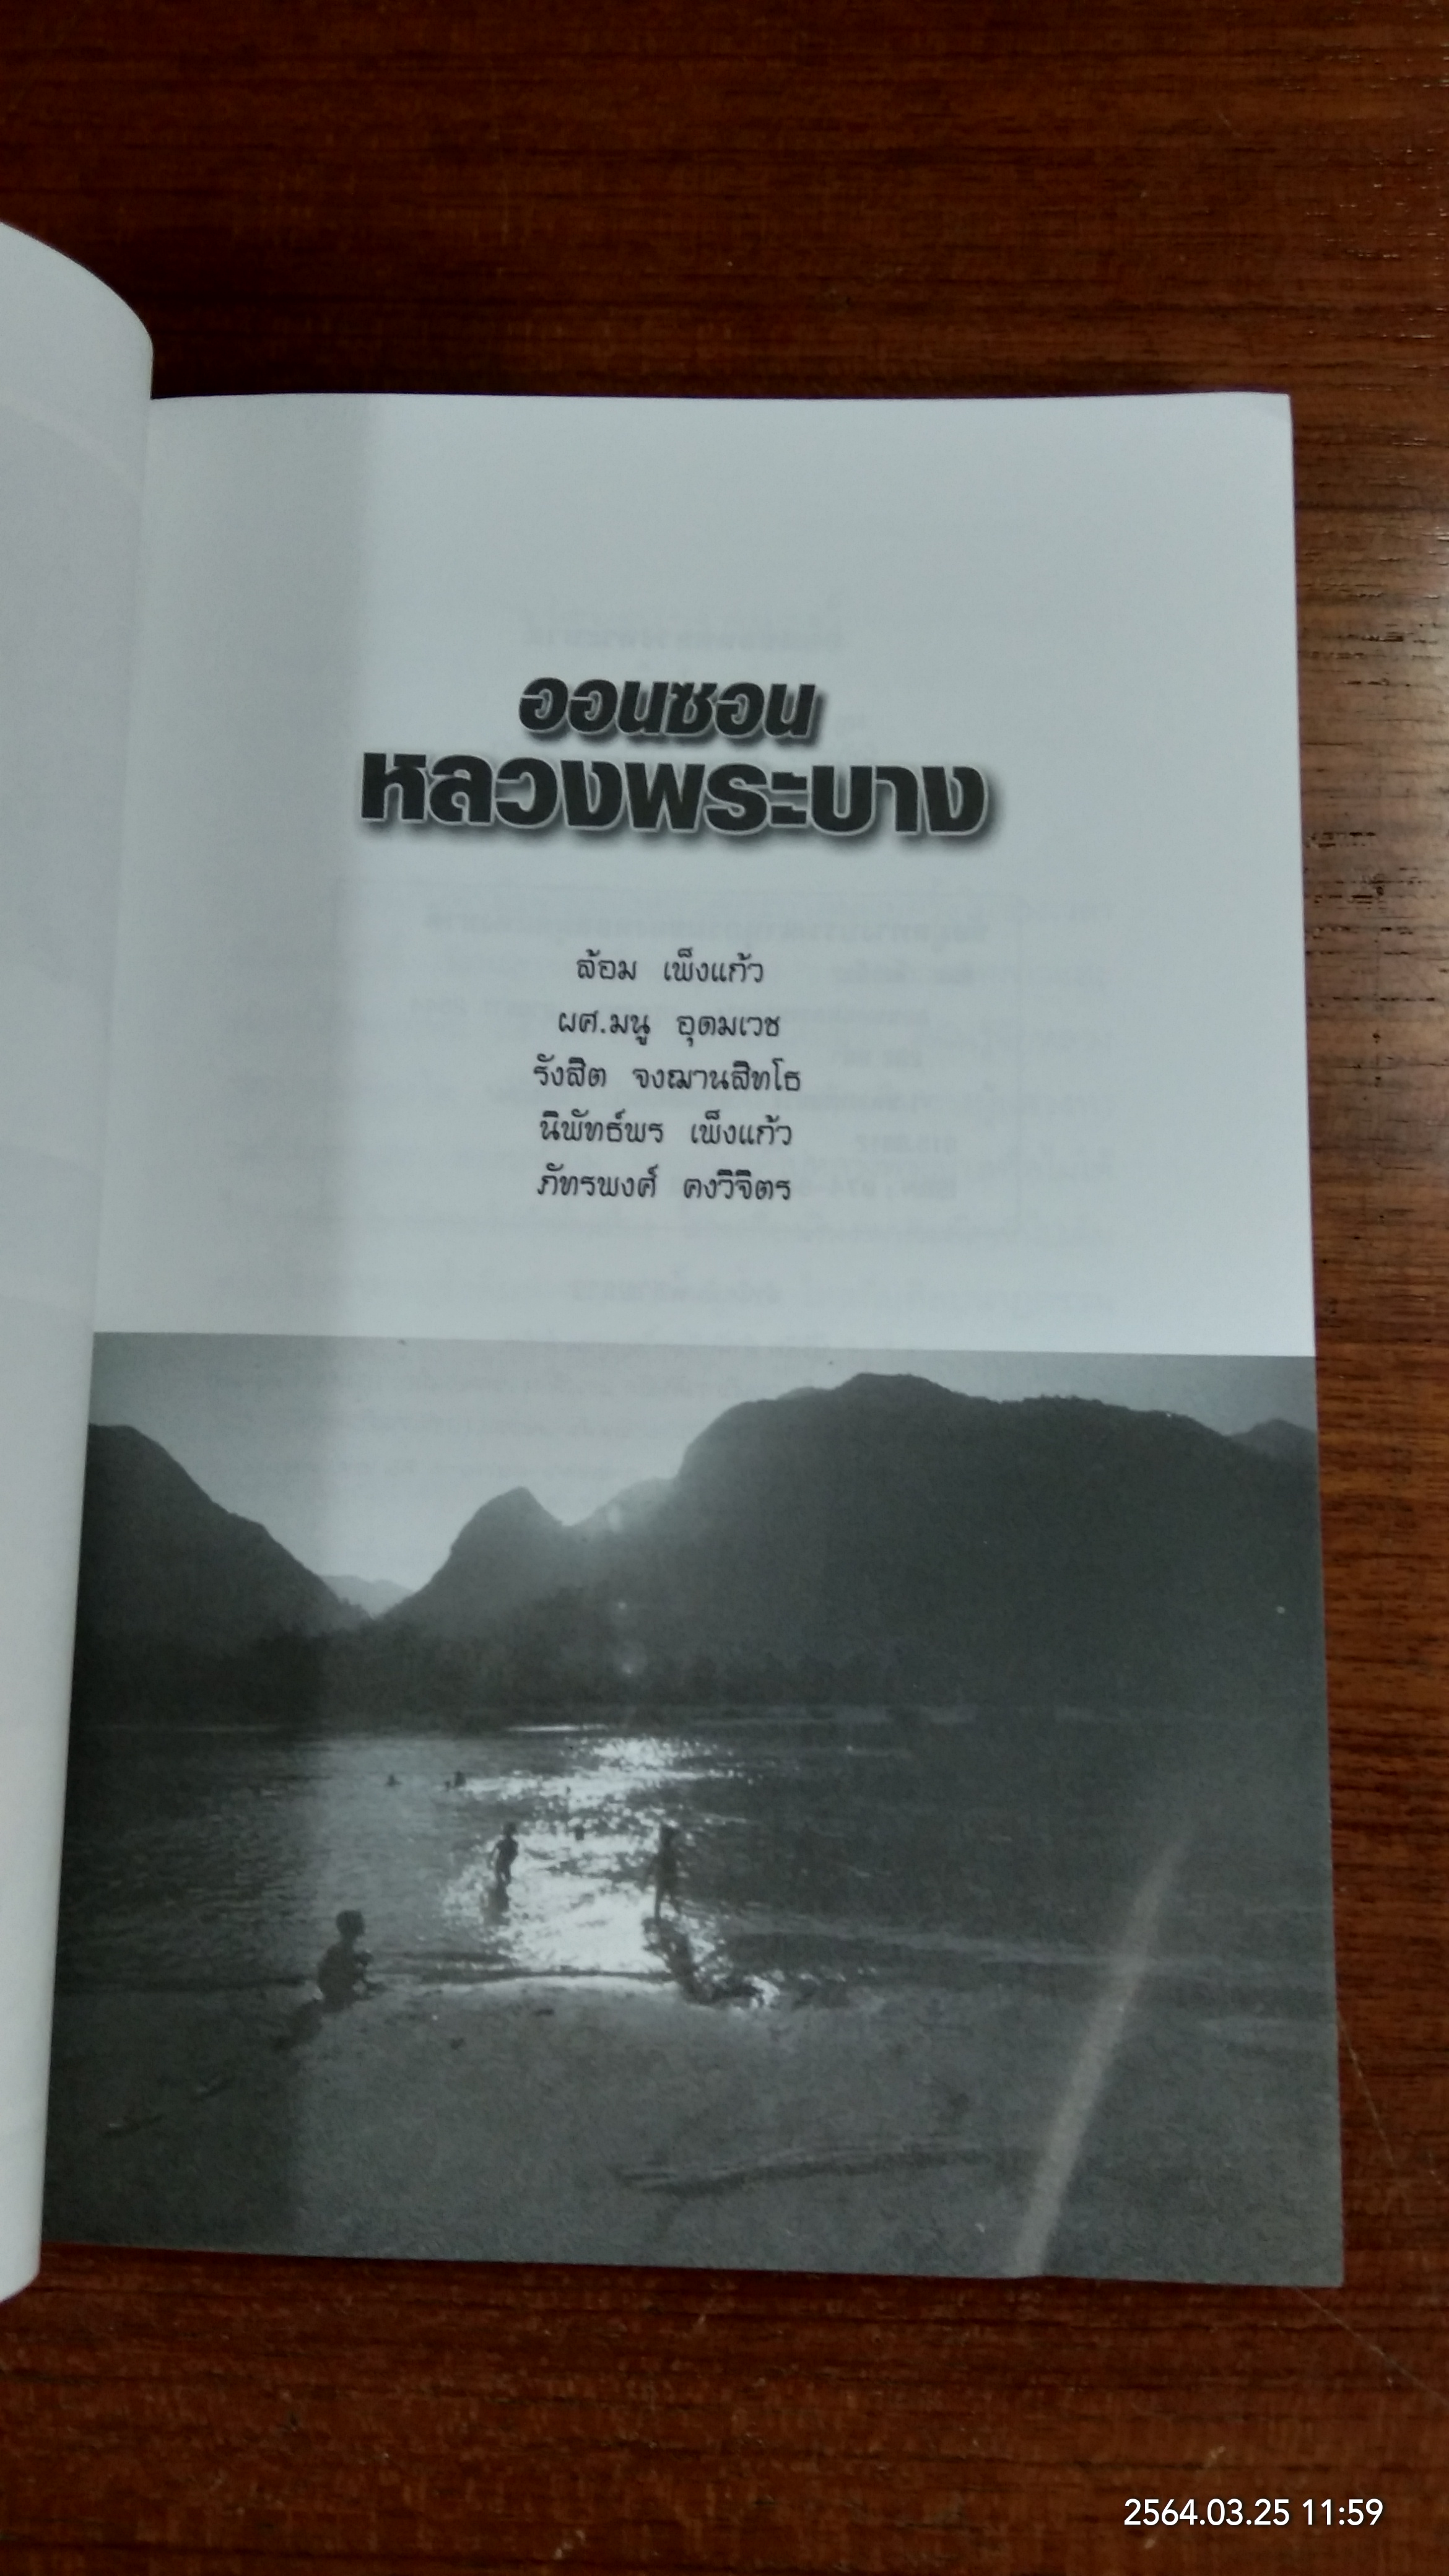 ออนซอน
หลวงพระบาง
ล้อม เพ็งแก้ว
ผศ.มนู อุดมเวช
รังสิต จงฌานสิทโธ
นิพัทธ์พร เพ็งแก้ว
ภัทรพงศ์ คงวิจิตร
2564.03.25 11:59